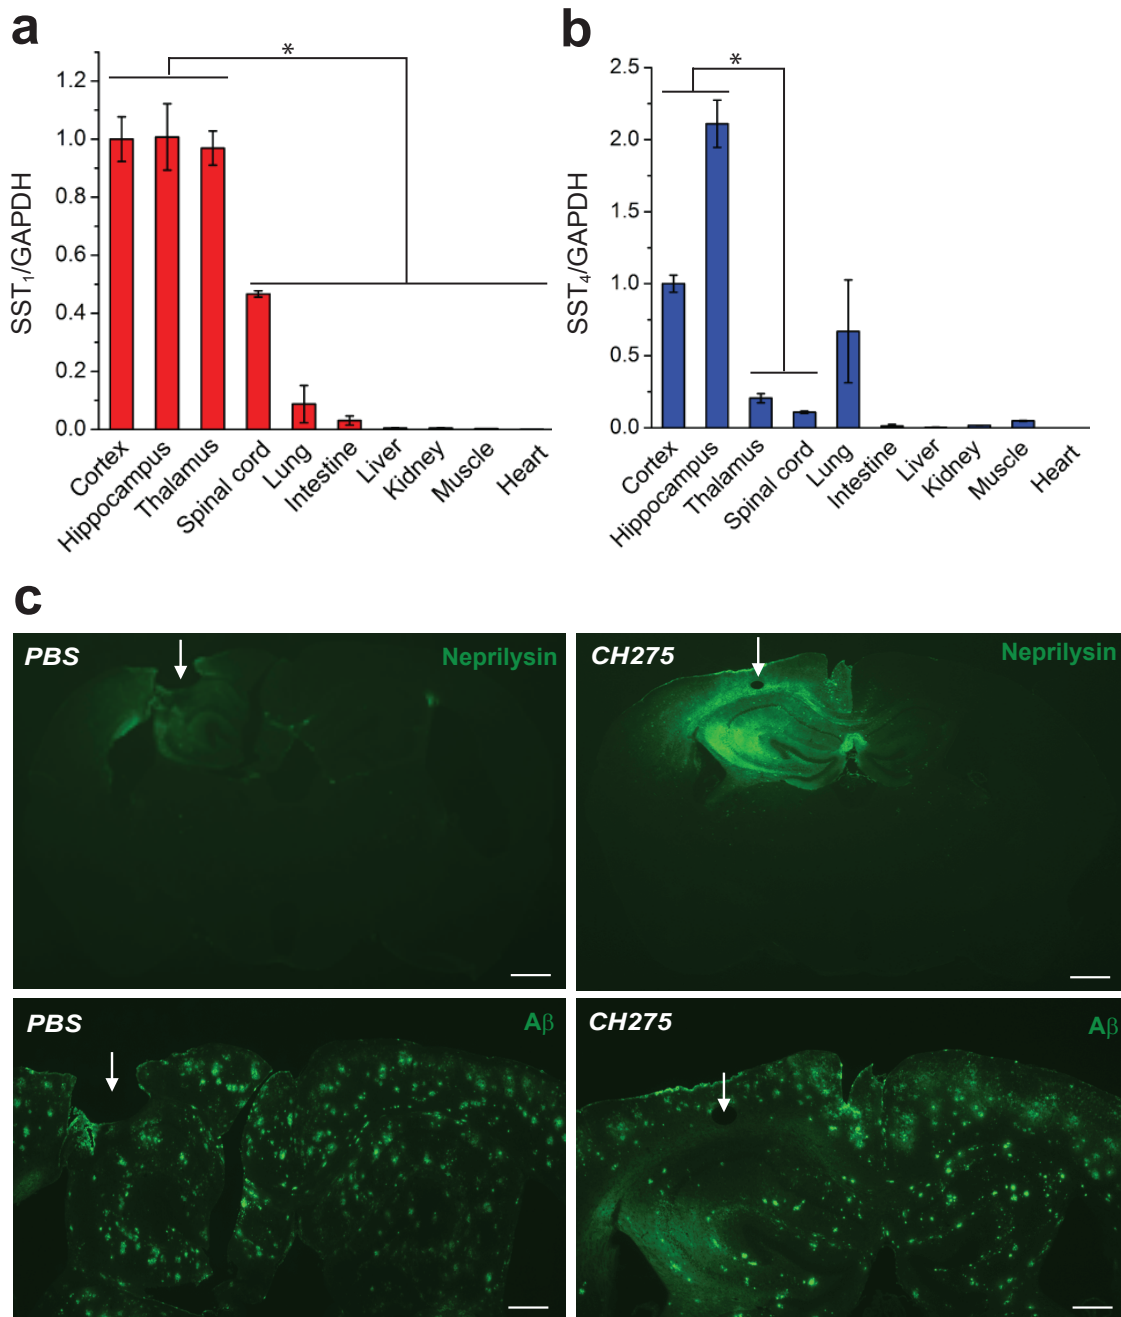 a
*
SST₁/GAPDH
1.2
1.0
0.8
0.6
0.4
0.2
0.0
Cortex
Hippocampus
Thalamus
Spinal cord
Lung
Intestine
Liver
Kidney
Muscle
Heart
b
*
SST₄/GAPDH
2.5
2.0
1.5
1.0
0.5
0.0
Cortex
Hippocampus
Thalamus
Spinal cord
Lung
Intestine
Liver
Kidney
Muscle
Heart
c
PBS
Neprilysin
CH275
Neprilysin
PBS
Aβ
CH275
Aβ